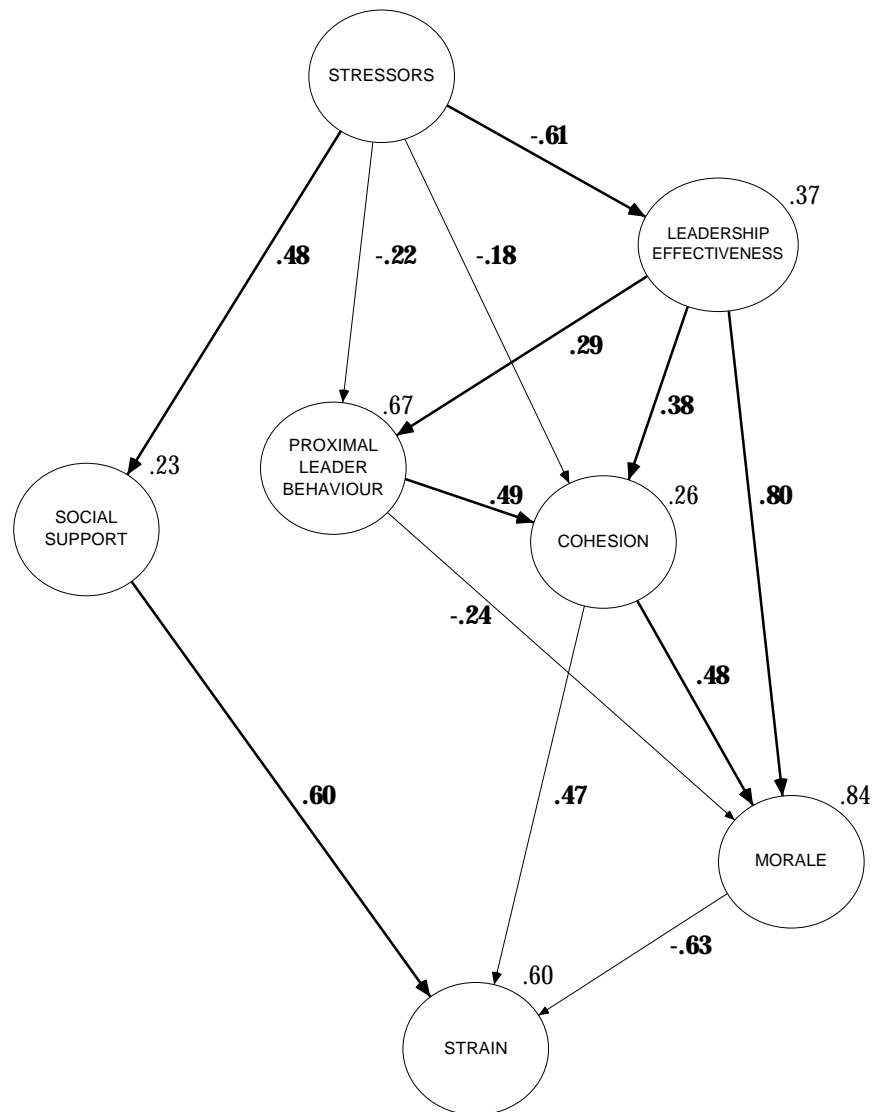 STRESSORS
-.61
.37
LEADERSHIP
EFFECTIVENESS
.48
-.22
-.18
.29
.67
.38
PROXIMAL
LEADER
BEHAVIOUR
.23
.49
.26
.80
SOCIAL
SUPPORT
COHESION
-.24
.48
.60
.47
.84
MORALE
-.63
.60
STRAIN